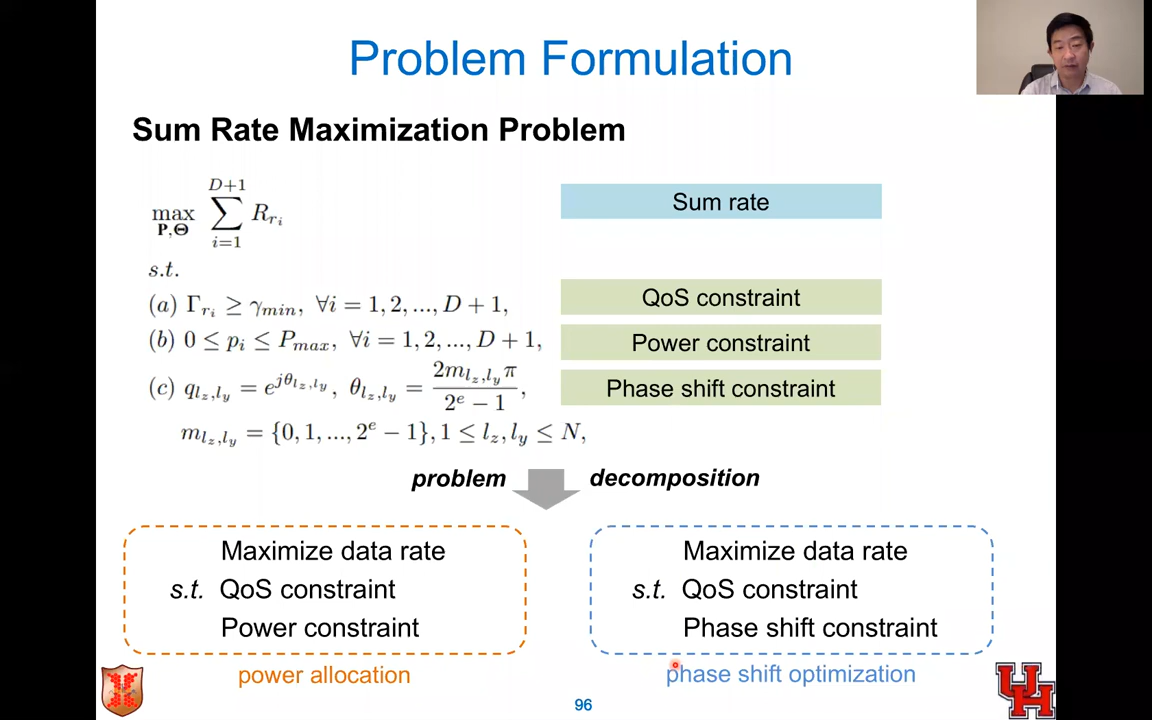 Problem Formulation
Sum Rate Maximization Problem
max_{P,Θ} \sum_{i=1}^{D+1} R_{r_i}
Sum rate
s.t.
(a) Γ_{r_i} ≥ γ_{min}, ∀i = 1, 2, ..., D + 1,
QoS constraint
(b) 0 ≤ p_i ≤ P_{max}, ∀i = 1, 2, ..., D + 1,
Power constraint
(c) q_{l_z,l_y} = e^{jθ_{l_z,l_y}}, θ_{l_z,l_y} = \frac{2m_{l_z,l_y}π}{2^e − 1},
Phase shift constraint
m_{l_z,l_y} = {0, 1, ..., 2^e − 1}, 1 ≤ l_z, l_y ≤ N,
problem decomposition
Maximize data rate
s.t. QoS constraint
Power constraint
power allocation
Maximize data rate
s.t. QoS constraint
Phase shift constraint
phase shift optimization
96
UH